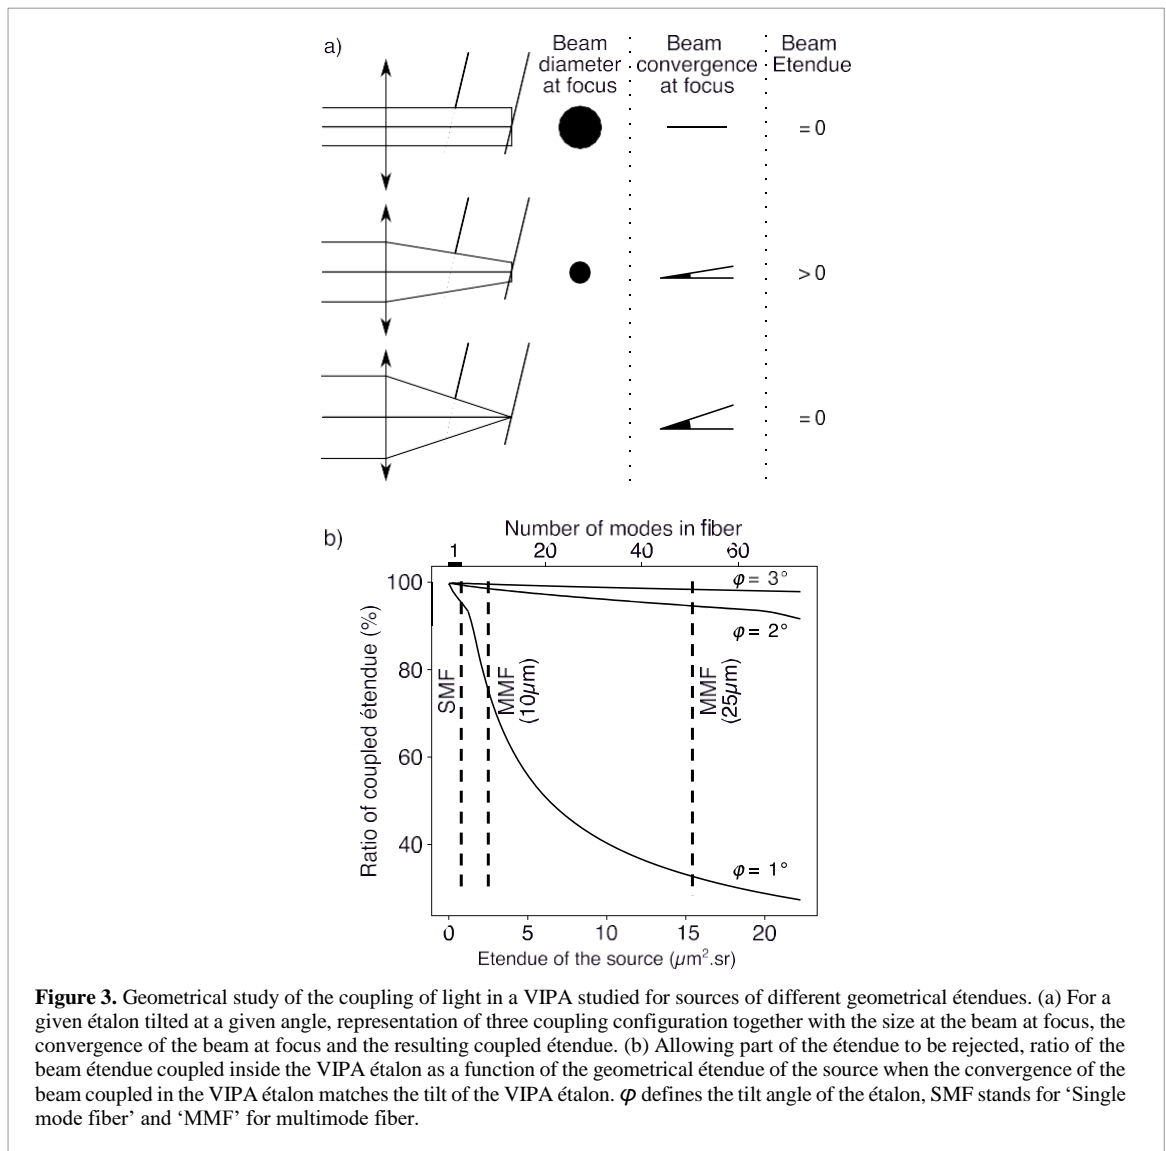 a)
Beam diameter at focus
Beam convergence at focus
Beam Etendue
= 0
> 0
= 0
b)
Number of modes in fiber
1 20 40 60
100
80
60
40
Ratio of coupled étendue (%)
SMF
MMF (10µm)
MMF (25µm)
φ = 3°
φ = 2°
φ = 1°
0 5 10 15 20
Etendue of the source (µm².sr)
Figure 3. Geometrical study of the coupling of light in a VIPA studied for sources of different geometrical étendues. (a) For a
given étalon tilted at a given angle, representation of three coupling configuration together with the size at the beam at focus, the
convergence of the beam at focus and the resulting coupled étendue. (b) Allowing part of the étendue to be rejected, ratio of the
beam étendue coupled inside the VIPA étalon as a function of the geometrical étendue of the source when the convergence of the
beam coupled in the VIPA étalon matches the tilt of the VIPA étalon. φ defines the tilt angle of the étalon, SMF stands for ‘Single
mode fiber’ and ‘MMF’ for multimode fiber.